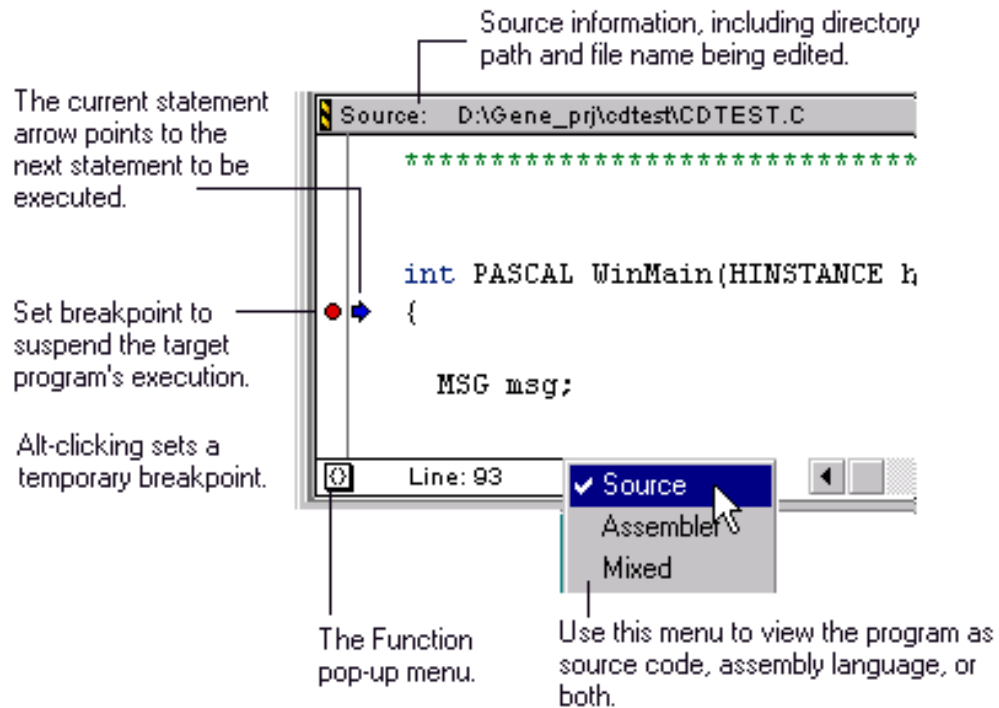 Source information, including directory
path and file name being edited.
The current statement
arrow points to the
next statement to be
executed.
Source: D:\Gene_prj\cdtest\CDTEST.C
******************************
int PASCAL WinMain(HINSTANCE h
{
Set breakpoint to
suspend the target
program's execution.
MSG msg;
Alt-clicking sets a
temporary breakpoint.
Line: 93
Source
Assembler
Mixed
The Function
pop-up menu.
Use this menu to view the program as
source code, assembly language, or
both.